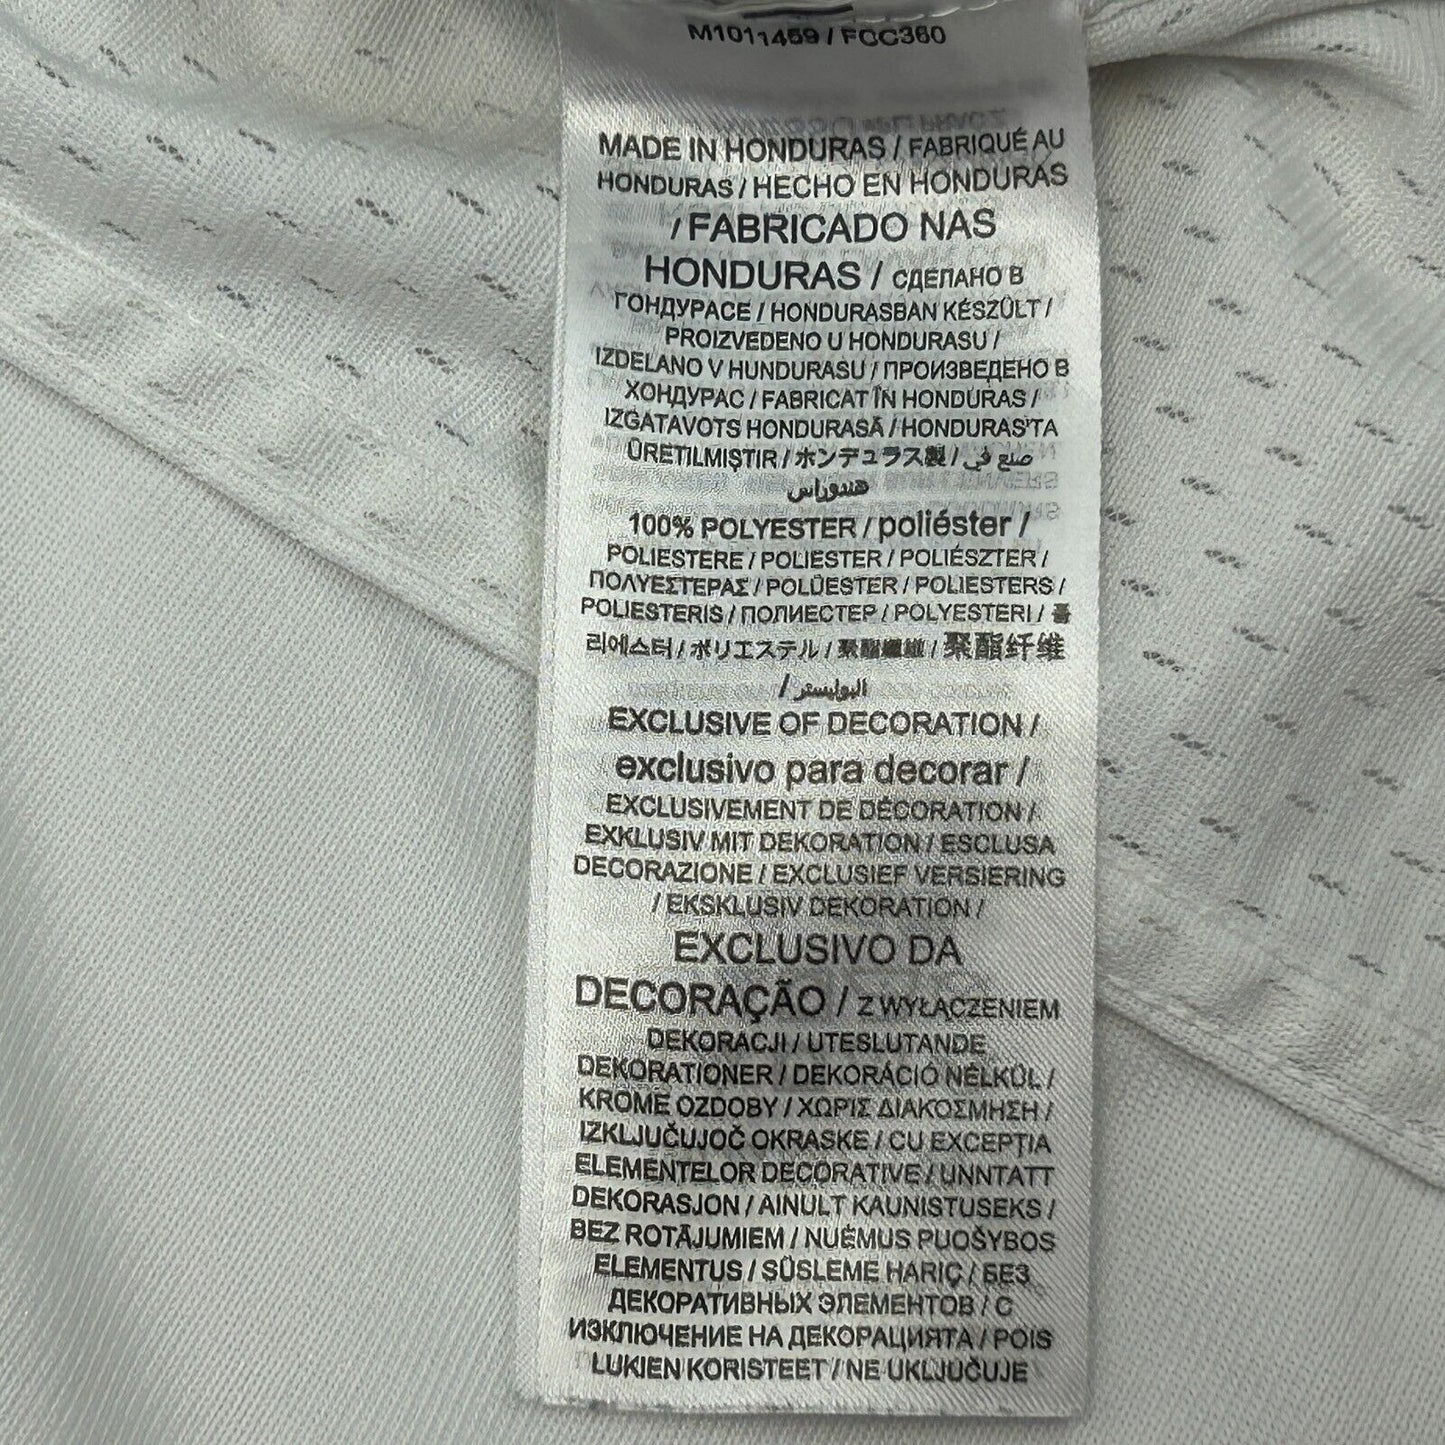 M1011459 / FCC360
MADE IN HONDURAS / FABRIQUÉ AU
HONDURAS / HECHO EN HONDURAS
/ FABRICADO NAS
HONDURAS / СДЕЛАНО В
ГОНДУРАСЕ / HONDURASBAN KÉSZÜLT /
PROIZVEDENO U HONDURASU /
IZDELANO V HUNDURASU / ПРОИЗВЕДЕНО В
ХОНДУРАС / FABRICAT ÎN HONDURAS /
IZGATAVOTS HONDURASĀ / HONDURAS'TA
ÜRETILMIŞTIR / ホンデュラス製 / صنع في
هندوراس
100% POLYESTER / poliéster /
POLIESTERE / POLIESTER / POLIÉSZTER /
ΠΟΛΥΕΣΤΕΡΑΣ / POLÜESTER / POLIESTERS /
POLIESTERIS / ПОЛИЕСТЕР / POLYESTERI / 폴
리에스터 / ポリエステル / 聚酯纖維 / 聚酯纤维
/ البوليستر
EXCLUSIVE OF DECORATION /
exclusivo para decorar /
EXCLUSIVEMENT DE DÉCORATION /
EXKLUSIV MIT DEKORATION / ESCLUSA
DECORAZIONE / EXCLUSIEF VERSIERING
/ EKSKLUSIV DEKORATION /
EXCLUSIVO DA
DECORAÇÃO / Z WYŁĄCZENIEM
DEKORACJI / UTESLUTANDE
DEKORATIONER / DEKORÁCIÓ NÉLKÜL /
KROMĚ OZDOBY / ΧΩΡΙΣ ΔΙΑΚΟΣΜΗΣΗ /
IZKLJUČUJOČ OKRASKE / CU EXCEPȚIA
ELEMENTELOR DECORATIVE / UNNTATT
DEKORASJON / AINULT KAUNISTUSEKS /
BEZ ROTĀJUMIEM / NUĖMUS PUOŠYBOS
ELEMENTUS / SÜSLEME HARIÇ / БЕЗ
ДЕКОРАТИВНЫХ ЭЛЕМЕНТОВ / С
ИЗКЛЮЧЕНИЕ НА ДЕКОРАЦИЯТА / POIS
LUKIEN KORISTEET / NE UKLJUČUJE